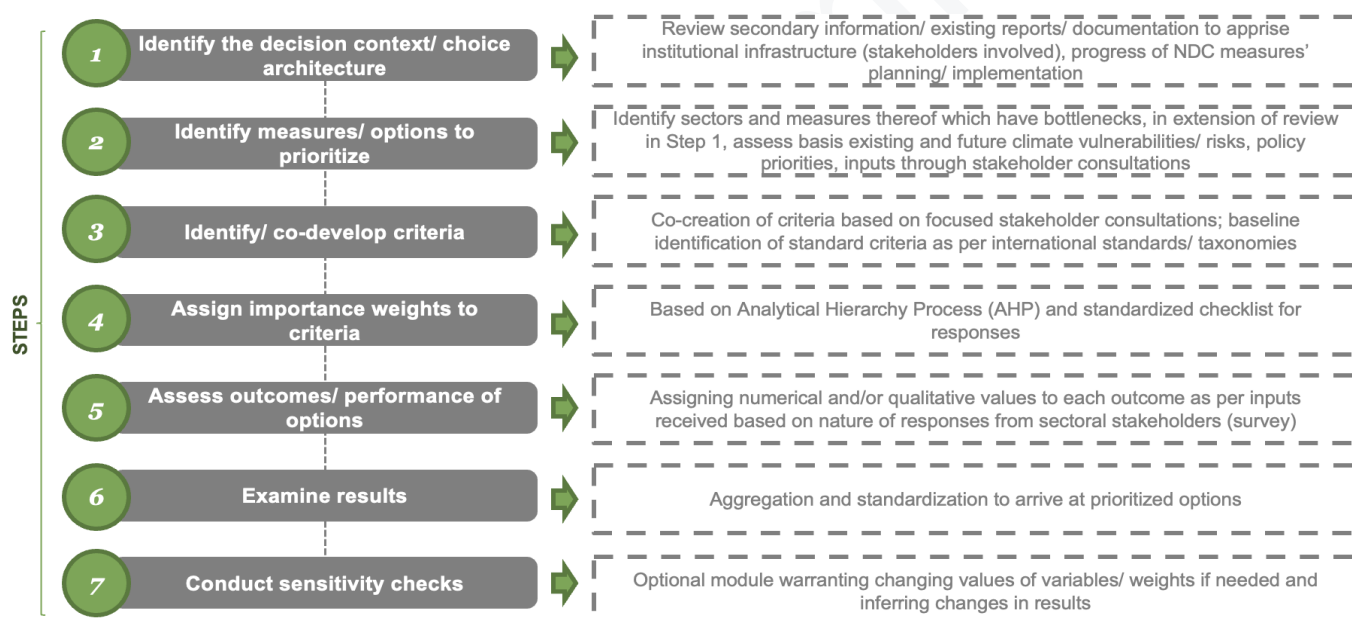 STEPS
1
Identify the decision context/ choice
architecture
Review secondary information/ existing reports/ documentation to apprise
institutional infrastructure (stakeholders involved), progress of NDC measures'
planning/ implementation
2
Identify measures/ options to
prioritize
Identify sectors and measures thereof which have bottlenecks, in extension of review
in Step 1, assess basis existing and future climate vulnerabilities/ risks, policy
priorities, inputs through stakeholder consultations
3
Identify/ co-develop criteria
Co-creation of criteria based on focused stakeholder consultations; baseline
identification of standard criteria as per international standards/ taxonomies
4
Assign importance weights to
criteria
Based on Analytical Hierarchy Process (AHP) and standardized checklist for
responses
5
Assess outcomes/ performance of
options
Assigning numerical and/or qualitative values to each outcome as per inputs
received based on nature of responses from sectoral stakeholders (survey)
6
Examine results
Aggregation and standardization to arrive at prioritized options
7
Conduct sensitivity checks
Optional module warranting changing values of variables/ weights if needed and
inferring changes in results